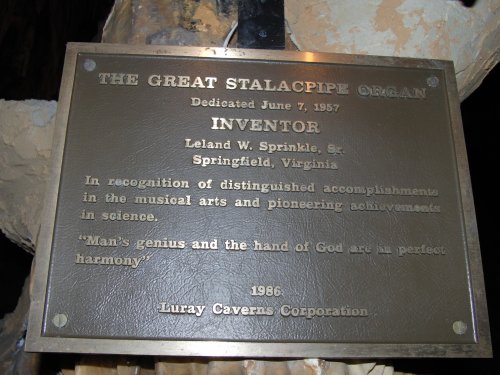 THE GREAT STALACPIPE ORGAN
Dedicated June 7, 1957
INVENTOR
Leland W. Sprinkle, Sr.
Springfield, Virginia
In recognition of distinguished accomplishments
in the musical arts and pioneering achievements
in science.
"Man's genius and the hand of God are in perfect
harmony"
1986
Luray Caverns Corporation